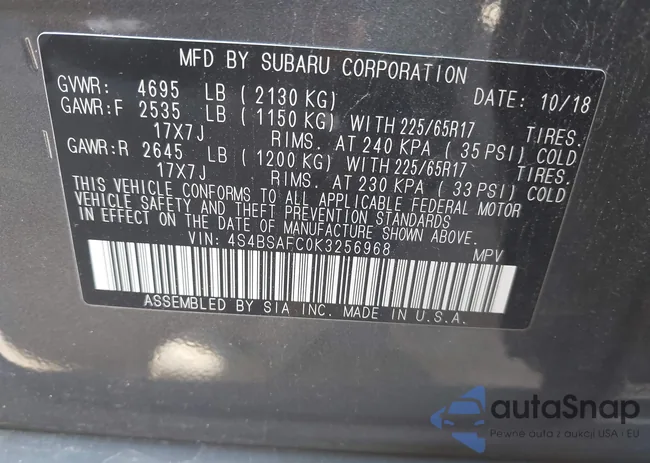 MFD BY SUBARU CORPORATION
GVWR: 4695 LB ( 2130 KG) DATE: 10/18
GAWR:F 2535 LB ( 1150 KG) WITH 225/65R17 TIRES.
17X7J RIMS. AT 240 KPA ( 35 PSI) COLD
GAWR:R 2645 LB ( 1200 KG) WITH 225/65R17 TIRES.
17X7J RIMS. AT 230 KPA ( 33 PSI) COLD
THIS VEHICLE CONFORMS TO ALL APPLICABLE FEDERAL MOTOR
VEHICLE SAFETY AND THEFT PREVENTION STANDARDS
IN EFFECT ON THE DATE OF MANUFACTURE SHOWN ABOVE.
VIN: 4S4BSAFC0K3256968 MPV
ASSEMBLED BY SIA INC. MADE IN U.S.A.
autaSnap
Pewne auta z aukcji USA i EU